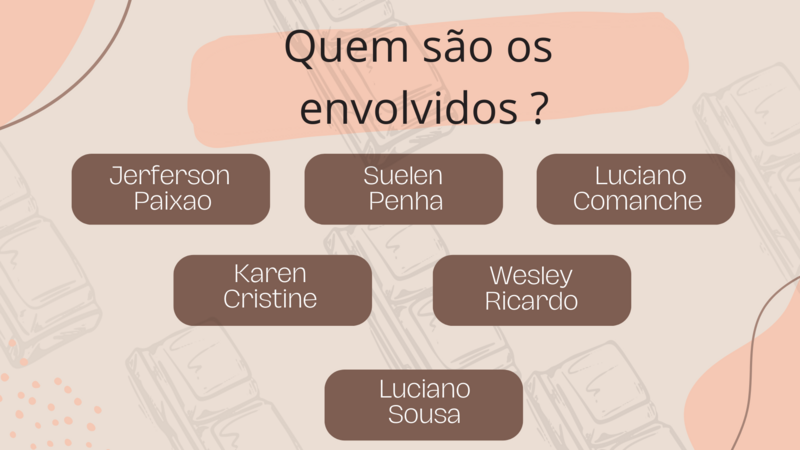 Quem são os
envolvidos ?
Jerferson
Paixao
Suelen
Penha
Luciano
Comanche
Karen
Cristine
Wesley
Ricardo
Luciano
Sousa